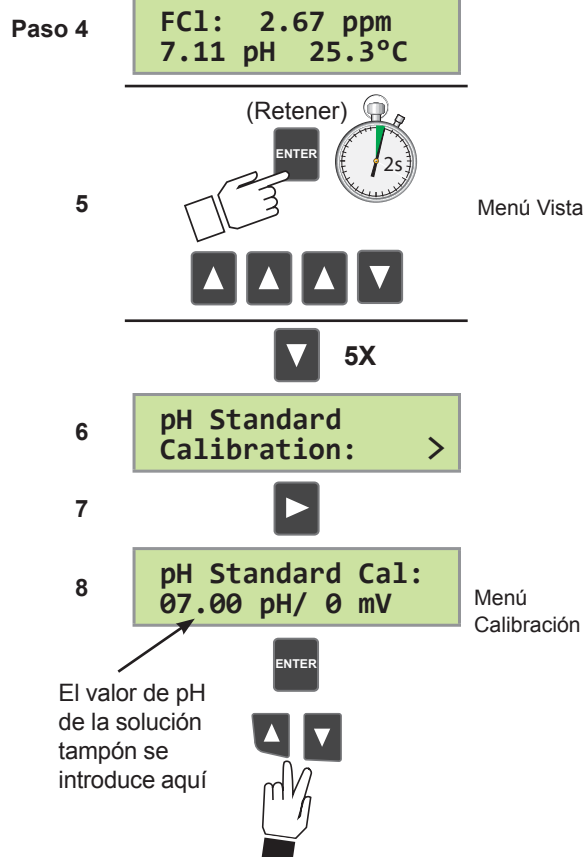 Paso 4
FCl: 2.67 ppm
7.11 pH 25.3°C
(Retener)
ENTER
2s
5
Menú Vista
5X
6
pH Standard
Calibration: >
7
8
pH Standard Cal:
07.00 pH/ 0 mV
Menú
Calibración
ENTER
El valor de pH
de la solución
tampón se
introduce aquí